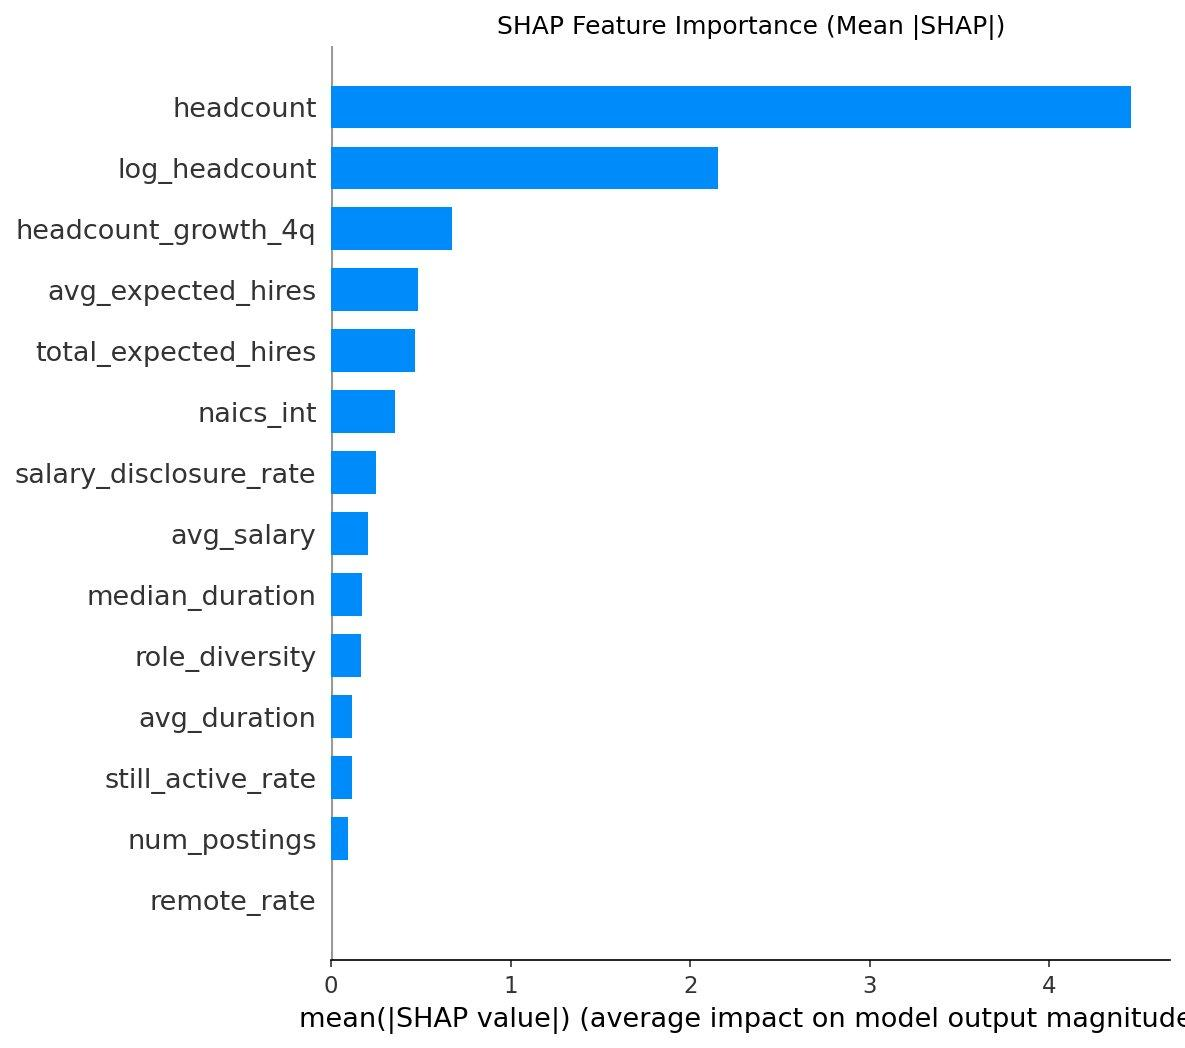 SHAP Feature Importance (Mean |SHAP|)
headcount
log_headcount
headcount_growth_4q
avg_expected_hires
total_expected_hires
naics_int
salary_disclosure_rate
avg_salary
median_duration
role_diversity
avg_duration
still_active_rate
num_postings
remote_rate
0 1 2 3 4
mean(|SHAP value|) (average impact on model output magnitude